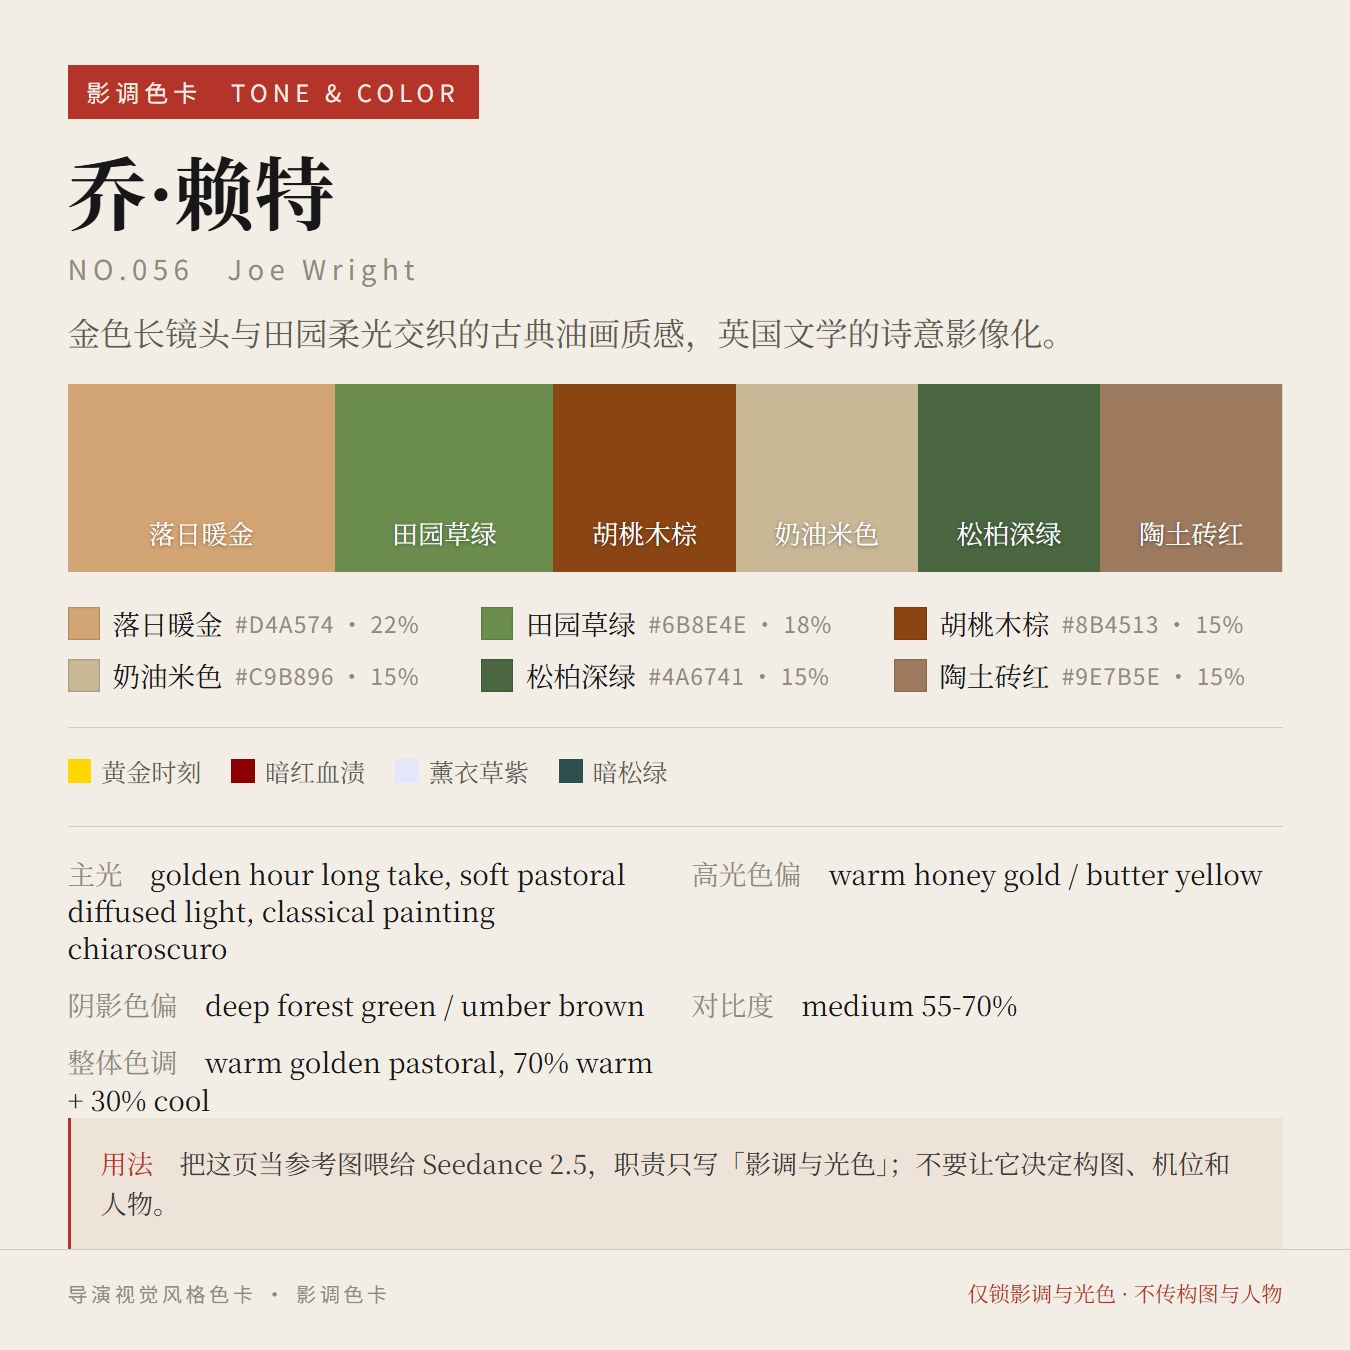 影调色卡 TONE & COLOR
乔·赖特
NO.056 Joe Wright
金色长镜头与田园柔光交织的古典油画质感，英国文学的诗意影像化。
落日暖金 田园草绿 胡桃木棕 奶油米色 松柏深绿 陶土砖红
落日暖金 #D4A574 • 22% 田园草绿 #6B8E4E • 18% 胡桃木棕 #8B4513 • 15%
奶油米色 #C9B896 • 15% 松柏深绿 #4A6741 • 15% 陶土砖红 #9E7B5E • 15%
黄金时刻 暗红血渍 薰衣草紫 暗松绿
主光 golden hour long take, soft pastoral
diffused light, classical painting
chiaroscuro
高光色偏 warm honey gold / butter yellow
阴影色偏 deep forest green / umber brown
对比度 medium 55-70%
整体色调 warm golden pastoral, 70% warm
+ 30% cool
用法 把这页当参考图喂给 Seedance 2.5，职责只写「影调与光色」；不要让它决定构图、机位和
人物。
导演视觉风格色卡 • 影调色卡
仅锁影调与光色 · 不传构图与人物